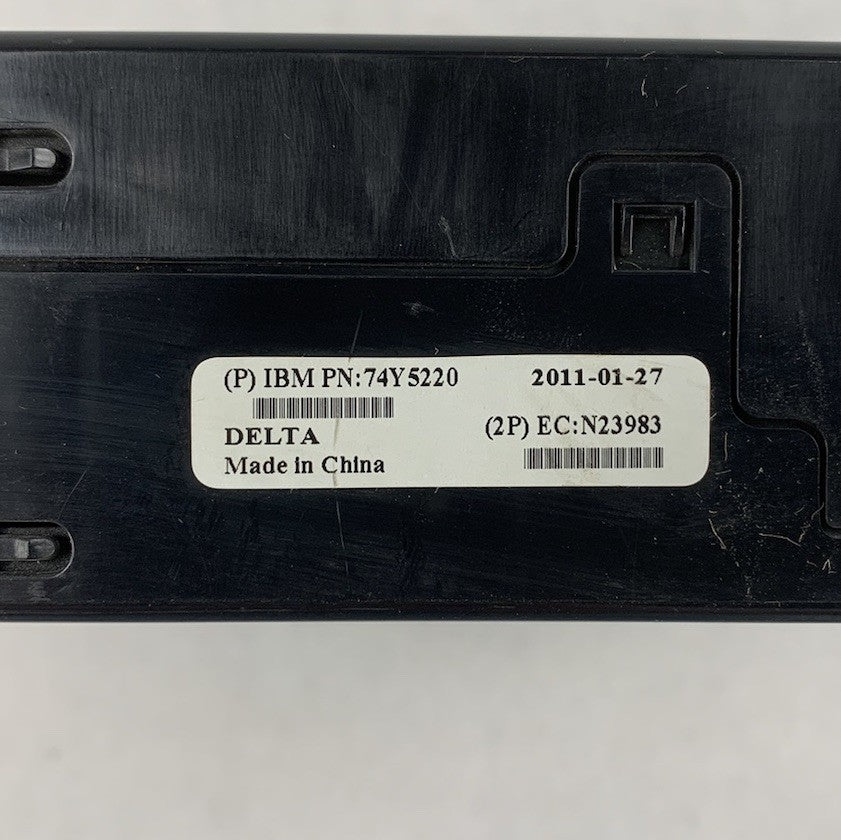 (P) IBM PN:74Y5220 2011-01-27
(2P) EC:N23983
DELTA
Made in China